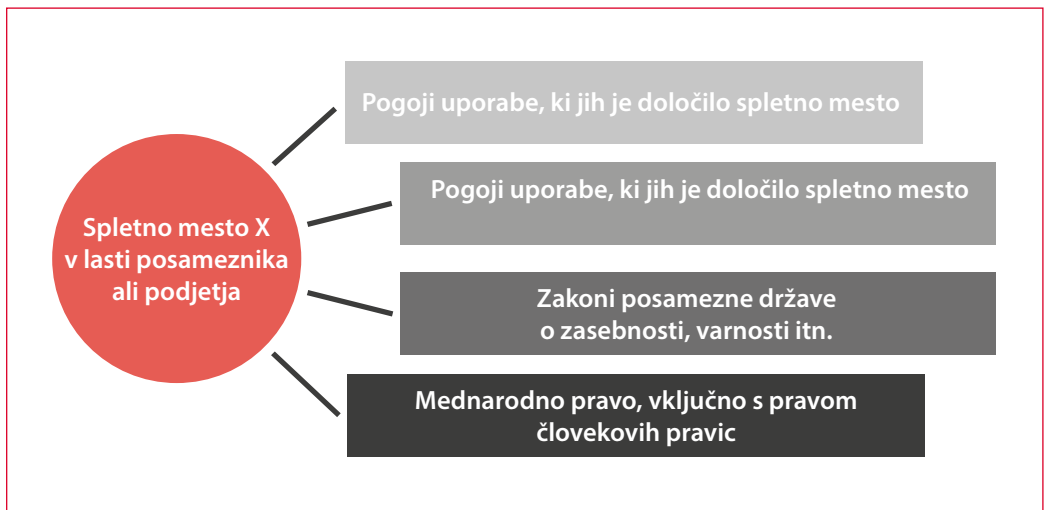 Spletno mesto X
v lasti posameznika
ali podjetja
Pogoji uporabe, ki jih je določilo spletno mesto
Pogoji uporabe, ki jih je določilo spletno mesto
Zakoni posamezne države
o zasebnosti, varnosti itn.
Mednarodno pravo, vključno s pravom
človekovih pravic